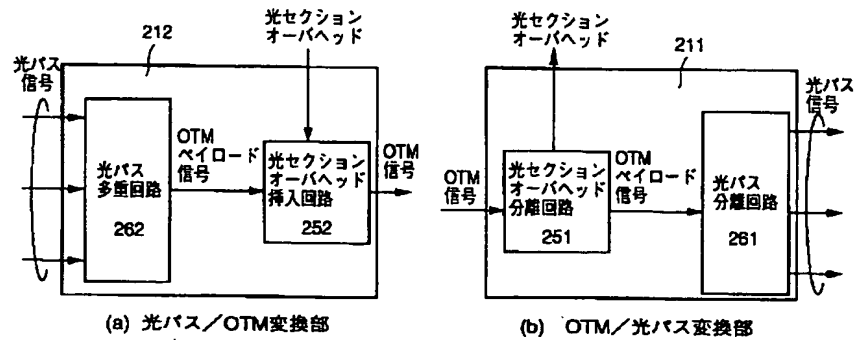 212
光セクション
オーバヘッド
光パス
信号
光パス
多重回路
262
OTM
ペイロード
信号
光セクション
オーバヘッド
挿入回路
252
OTM
信号
(a) 光パス／OTM変換部
光セクション
オーバヘッド
211
OTM
信号
光セクション
オーバヘッド
分離回路
251
OTM
ペイロード
信号
光パス
分離回路
261
光パス
信号
(b) OTM／光パス変換部